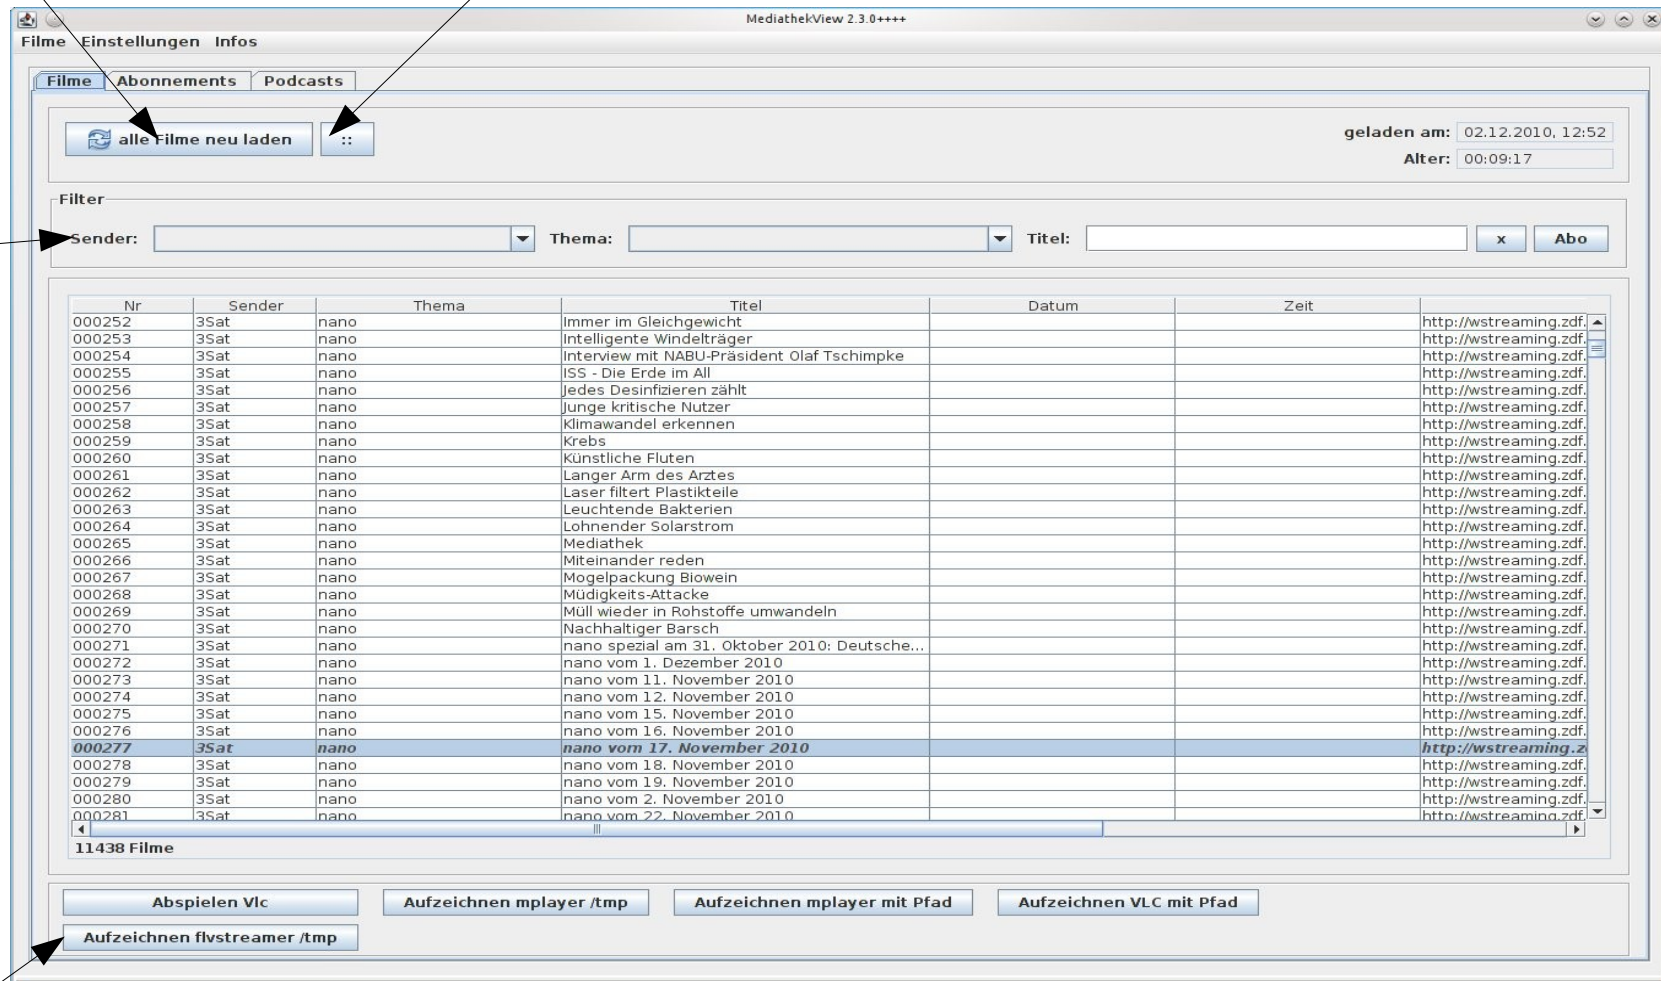 MediathekView 2.3.0++++
Filme Einstellungen Infos
Filme Abonnements Podcasts
alle Filme neu laden ::
geladen am: 02.12.2010, 12:52
Alter: 00:09:17
Filter
Sender: Thema: Titel: x Abo
Nr Sender Thema Titel Datum Zeit
000252 3Sat nano Immer im Gleichgewicht http://wstreaming.zdf.
000253 3Sat nano Intelligente Windelträger http://wstreaming.zdf.
000254 3Sat nano Interview mit NABU-Präsident Olaf Tschimpke http://wstreaming.zdf.
000255 3Sat nano ISS - Die Erde im All http://wstreaming.zdf.
000256 3Sat nano Jedes Desinfizieren zählt http://wstreaming.zdf.
000257 3Sat nano Junge kritische Nutzer http://wstreaming.zdf.
000258 3Sat nano Klimawandel erkennen http://wstreaming.zdf.
000259 3Sat nano Krebs http://wstreaming.zdf.
000260 3Sat nano Künstliche Fluten http://wstreaming.zdf.
000261 3Sat nano Langer Arm des Arztes http://wstreaming.zdf.
000262 3Sat nano Laser filtert Plastikteile http://wstreaming.zdf.
000263 3Sat nano Leuchtende Bakterien http://wstreaming.zdf.
000264 3Sat nano Lohnender Solarstrom http://wstreaming.zdf.
000265 3Sat nano Mediathek http://wstreaming.zdf.
000266 3Sat nano Miteinander reden http://wstreaming.zdf.
000267 3Sat nano Mogelpackung Biowein http://wstreaming.zdf.
000268 3Sat nano Müdigkeits-Attacke http://wstreaming.zdf.
000269 3Sat nano Müll wieder in Rohstoffe umwandeln http://wstreaming.zdf.
000270 3Sat nano Nachhaltiger Barsch http://wstreaming.zdf.
000271 3Sat nano nano spezial am 31. Oktober 2010: Deutsche... http://wstreaming.zdf.
000272 3Sat nano nano vom 1. Dezember 2010 http://wstreaming.zdf.
000273 3Sat nano nano vom 11. November 2010 http://wstreaming.zdf.
000274 3Sat nano nano vom 12. November 2010 http://wstreaming.zdf.
000275 3Sat nano nano vom 15. November 2010 http://wstreaming.zdf.
000276 3Sat nano nano vom 16. November 2010 http://wstreaming.zdf.
000277 3Sat nano nano vom 17. November 2010 http://wstreaming.z
000278 3Sat nano nano vom 18. November 2010 http://wstreaming.zdf.
000279 3Sat nano nano vom 19. November 2010 http://wstreaming.zdf.
000280 3Sat nano nano vom 2. November 2010 http://wstreaming.zdf.
000281 3Sat nano nano vom 22. November 2010 http://wstreaming.zdf.
11438 Filme
Abspielen Vlc Aufzeichnen mplayer /tmp Aufzeichnen mplayer mit Pfad Aufzeichnen VLC mit Pfad
Aufzeichnen flvstreamer /tmp